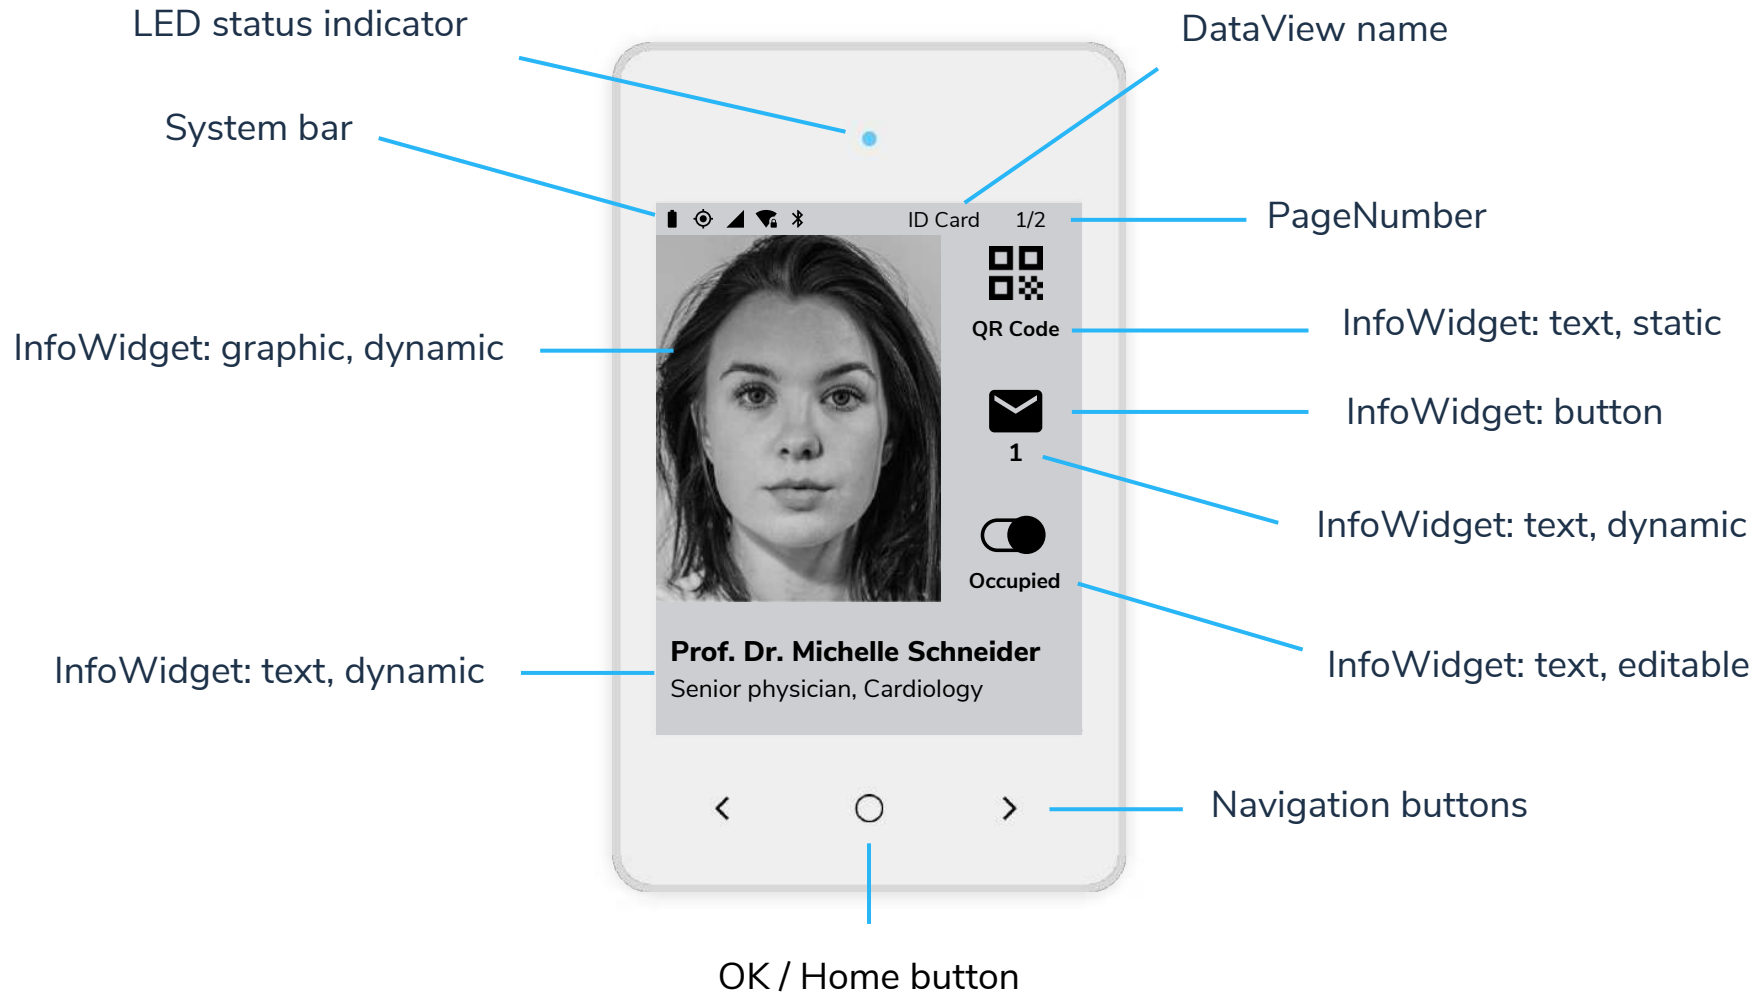 LED status indicator
DataView name
System bar
ID Card 1/2
PageNumber
QR Code
InfoWidget: text, static
InfoWidget: graphic, dynamic
InfoWidget: button
1
InfoWidget: text, dynamic
Occupied
Prof. Dr. Michelle Schneider
InfoWidget: text, editable
InfoWidget: text, dynamic
Senior physician, Cardiology
Navigation buttons
OK / Home button